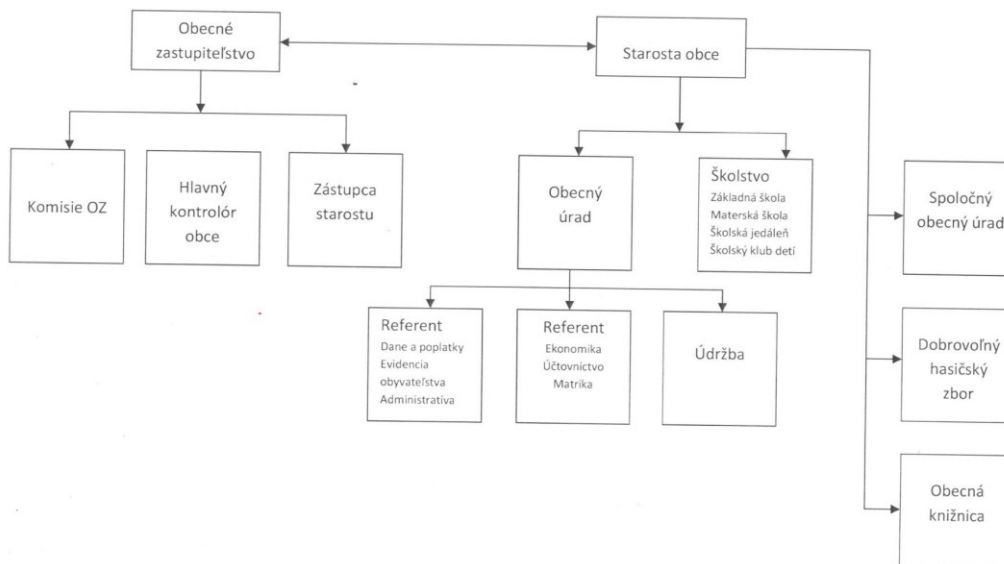 Obecné
zastupiteľstvo
Starosta obce
Komisie OZ
Hlavný
kontrolór
obce
Zástupca
starostu
Obecný
úrad
Školstvo
Základná škola
Materská škola
Školská jedáleň
Školský klub detí
Spoločný
obecný úrad
Referent
Dane a poplatky
Evidencia
obyvateľstva
Administratíva
Referent
Ekonomika
Účtovníctvo
Matrika
Údržba
Dobrovoľný
hasičský
zbor
Obecná
knižnica